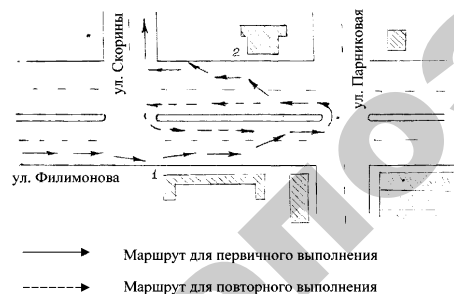 ул. Скорины
2
ул. Парниковая
ул. Филимонова
1
Маршрут для первичного выполнения
Маршрут для повторного выполнения